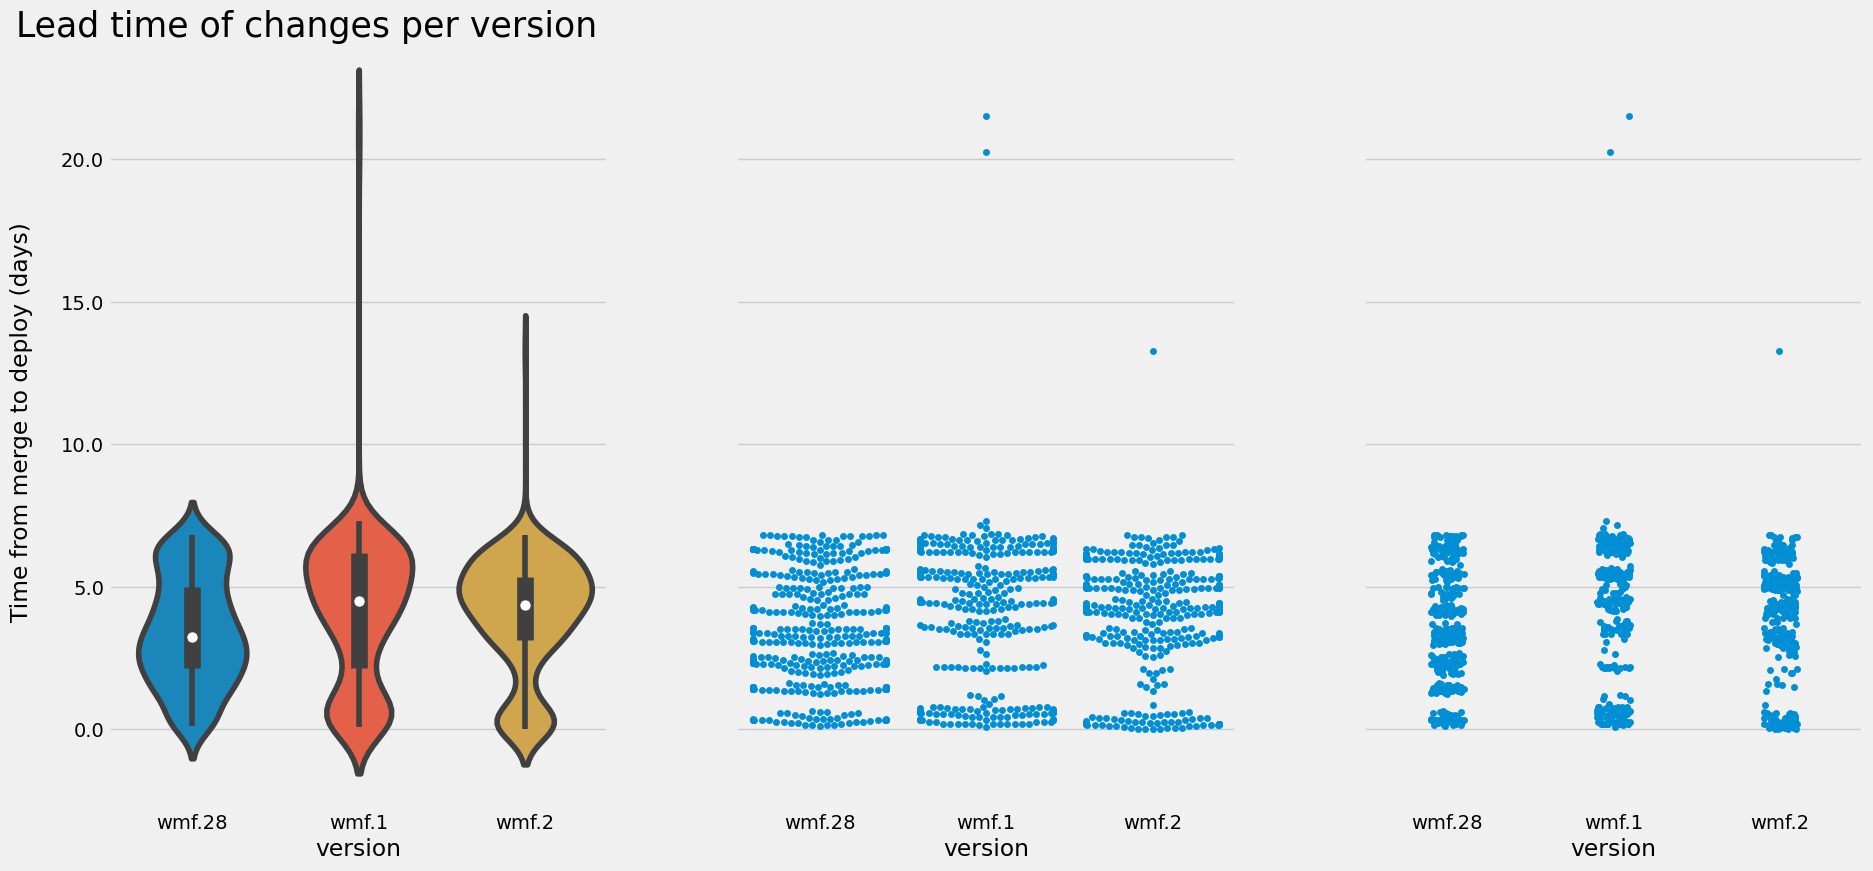 Lead time of changes per version
Time from merge to deploy (days)
20.0
15.0
10.0
5.0
0.0
wmf.28 wmf.1 wmf.2
version
wmf.28 wmf.1 wmf.2
version
wmf.28 wmf.1 wmf.2
version